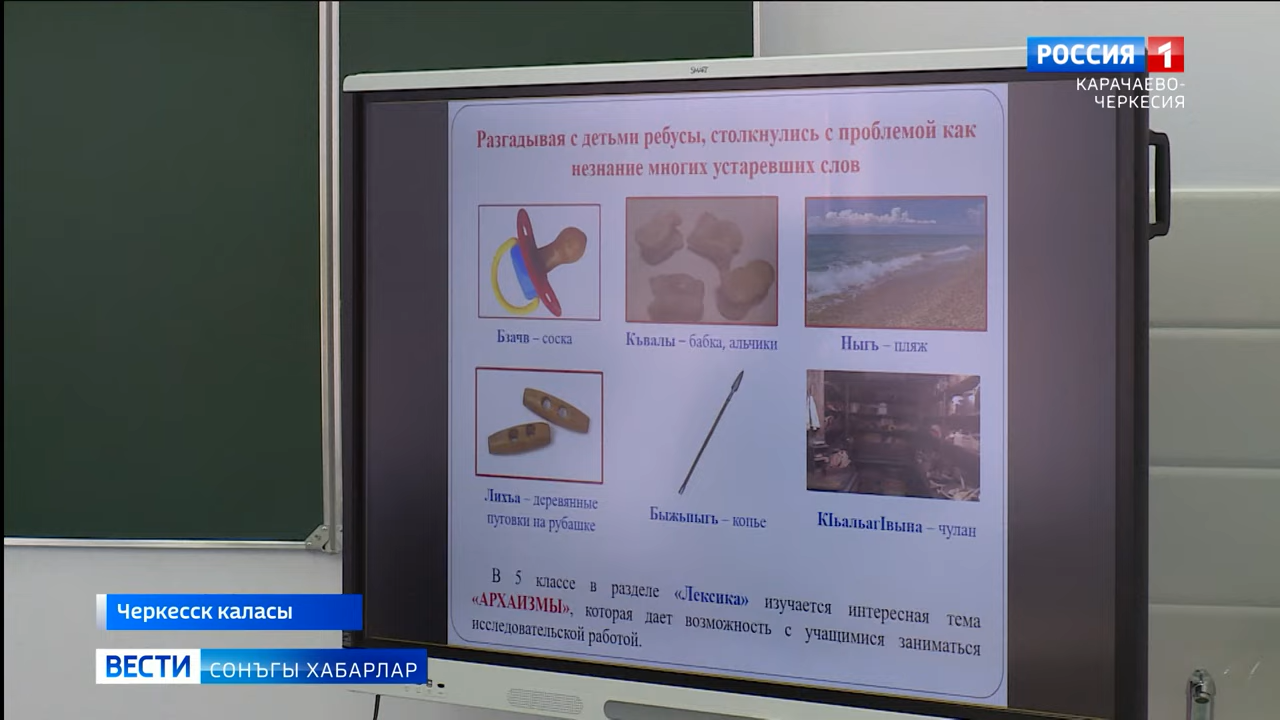 РОССИЯ 1
КАРАЧАЕВО-
ЧЕРКЕСИЯ
SMART
Разгадывая с детьми ребусы, столкнулись с проблемой как
незнание многих устаревших слов
Бзачв – соска
Къвалы – бабка, альчики
Ныгъ – пляж
Лихъа – деревянные
пуговки на рубашке
Быжьпыгъ – копье
КІьальагІвына – чулан
В 5 классе в разделе «Лексика» изучается интересная тема
«АРХАИЗМЫ», которая дает возможность с учащимися заниматься
исследовательской работой.
Черкесск каласы
ВЕСТИ СОНЪГЫ ХАБАРЛАР